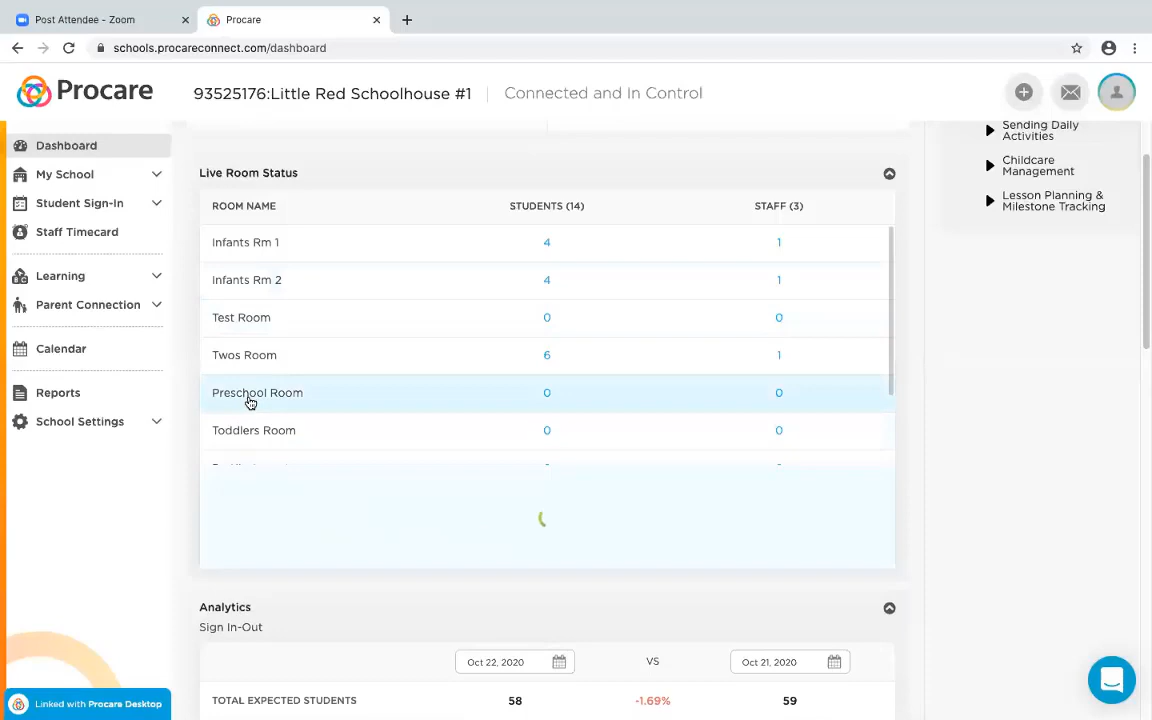 Post Attendee - Zoom
Procare
schools.procareconnect.com/dashboard
Procare
93525176:Little Red Schoolhouse #1
Connected and In Control
Dashboard
My School
Student Sign-In
Staff Timecard
Learning
Parent Connection
Calendar
Reports
School Settings
Linked with Procare Desktop
Live Room Status
ROOM NAME STUDENTS (14) STAFF (3)
Infants Rm 1 4 1
Infants Rm 2 4 1
Test Room 0 0
Twos Room 6 1
Preschool Room 0 0
Toddlers Room 0 0
Analytics
Sign In-Out
Oct 22, 2020 VS Oct 21, 2020
TOTAL EXPECTED STUDENTS 58 -1.69% 59
Sending Daily
Activities
Childcare
Management
Lesson Planning &
Milestone Tracking